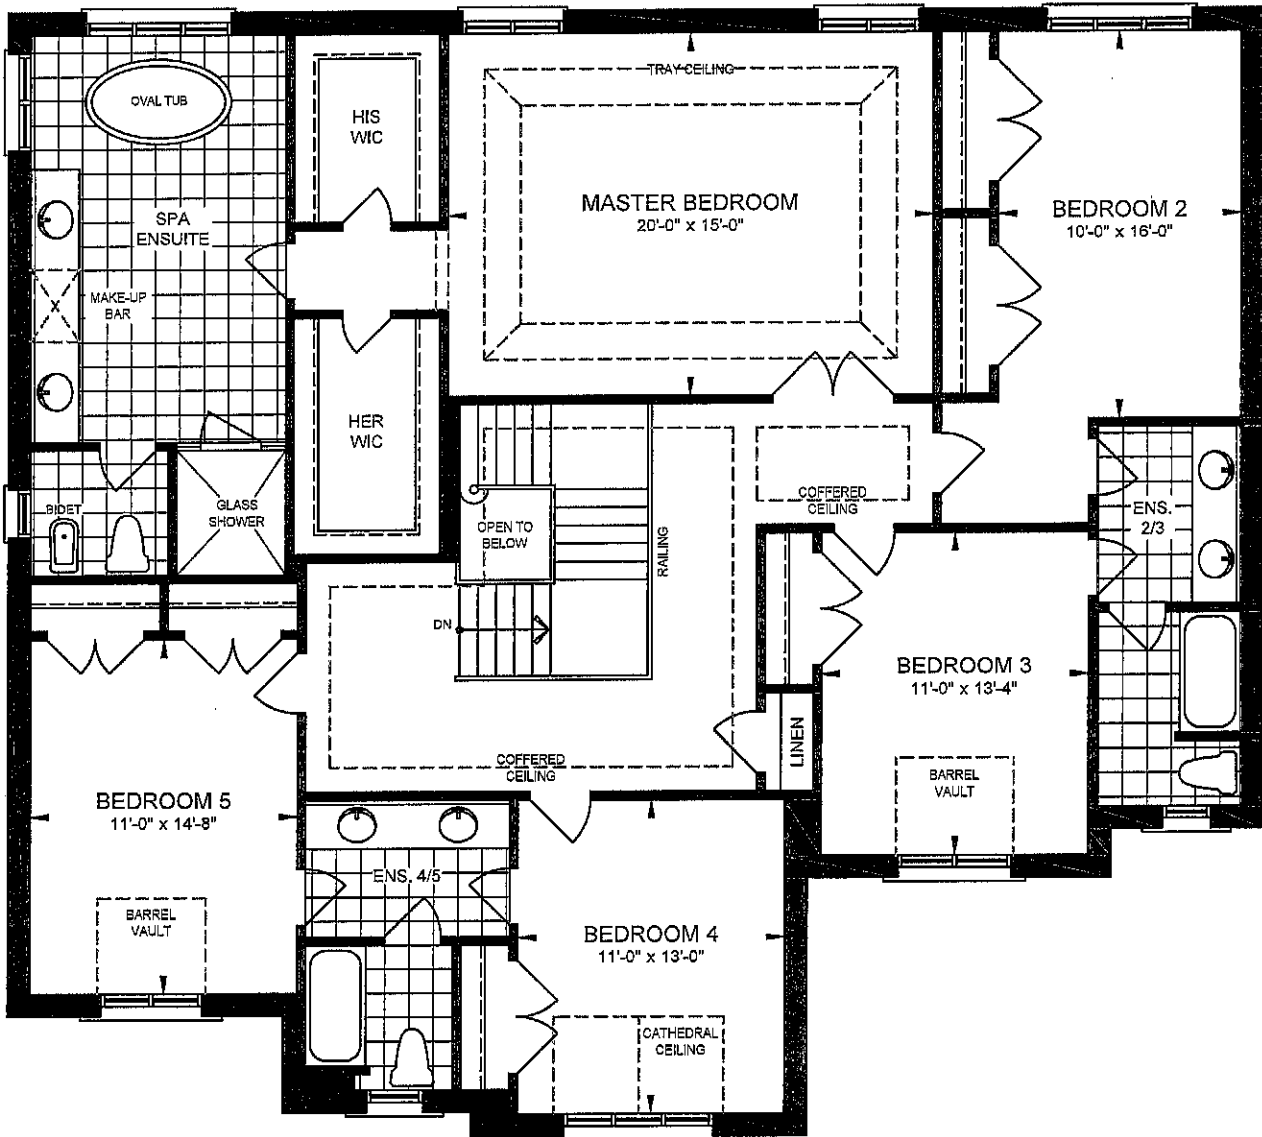 OVAL TUB
HIS
WIC
TRAY CEILING
MASTER BEDROOM
20'-0" x 15'-0"
BEDROOM 2
10'-0" x 16'-0"
SPA
ENSUITE
MAKE-UP
BAR
HER
WIC
BIDET
GLASS
SHOWER
OPEN TO
BELOW
RAILING
COFFERED
CEILING
ENS.
2/3
DN
BEDROOM 3
11'-0" x 13'-4"
LINEN
COFFERED
CEILING
BARREL
VAULT
BEDROOM 5
11'-0" x 14'-8"
ENS. 4/5
BARREL
VAULT
BEDROOM 4
11'-0" x 13'-0"
CATHEDRAL
CEILING